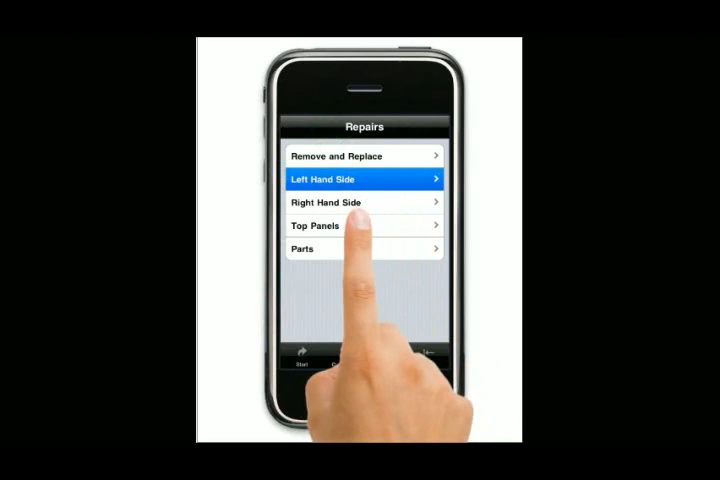 Repairs
Remove and Replace
Left Hand Side
Right Hand Side
Top Panels
Parts
Start